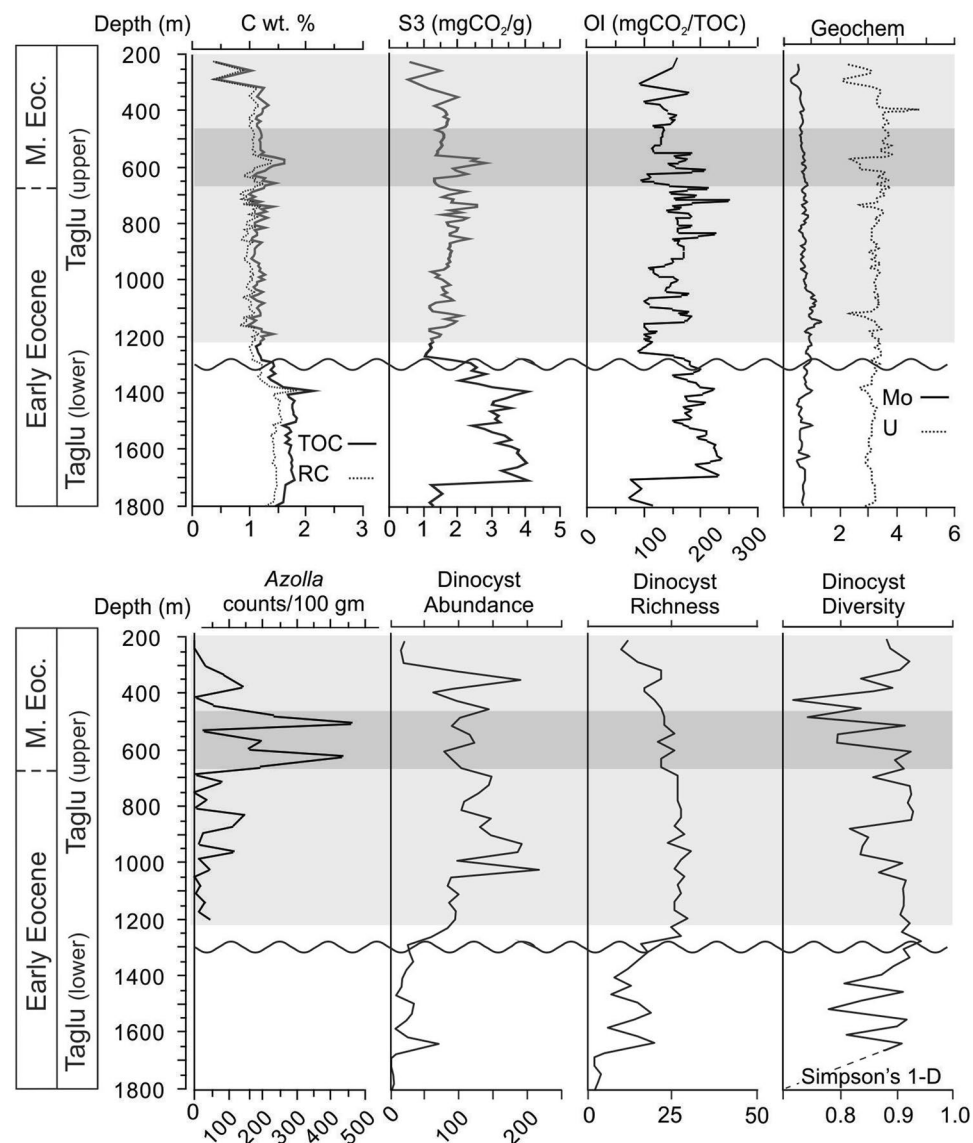 Depth (m)
C wt. %
S3 (mgCO₂/g)
OI (mgCO₂/TOC)
Geochem
200
400
600
800
1000
1200
1400
1600
1800
M. Eoc.
Early Eocene
Taglu (upper)
Taglu (lower)
TOC
RC
Mo
U
0 1 2 3
0 1 2 3 4 5
0 100 200 300
2 4 6
Depth (m)
Azolla
counts/100 gm
Dinocyst
Abundance
Dinocyst
Richness
Dinocyst
Diversity
200
400
600
800
1000
1200
1400
1600
1800
M. Eoc.
Early Eocene
Taglu (upper)
Taglu (lower)
Simpson's 1-D
0 100 200 300 400 500
0 100 200
0 25 50
0.8 0.9 1.0